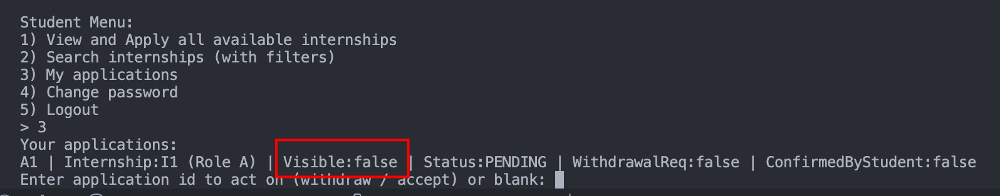 Student Menu:
1) View and Apply all available internships
2) Search internships (with filters)
3) My applications
4) Change password
5) Logout
> 3
Your applications:
A1 | Internship:I1 (Role A) | Visible:false | Status:PENDING | WithdrawalReq:false | ConfirmedByStudent:false
Enter application id to act on (withdraw / accept) or blank: